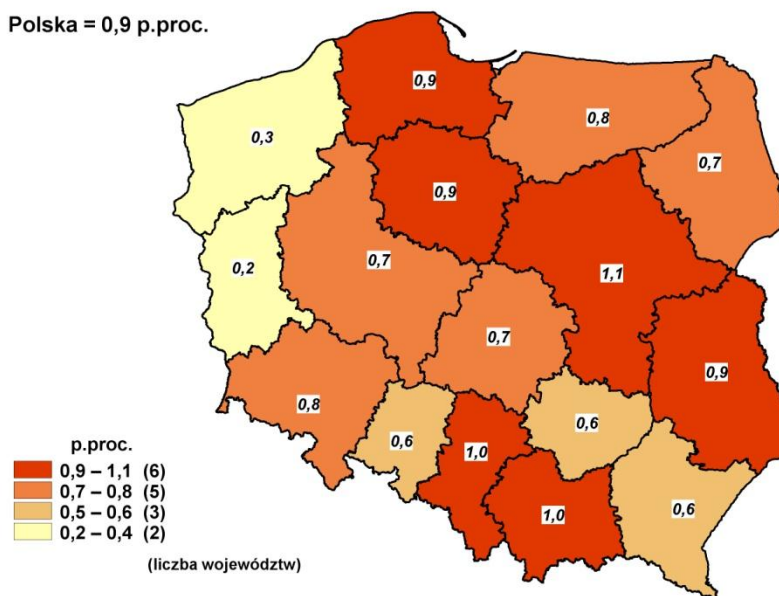 Polska = 0,9 p.proc.
0,9
0,8
0,3
0,7
0,9
0,2
0,7
1,1
0,7
0,9
0,8
0,6
1,0
0,6
1,0
0,6
p.proc.
0,9 – 1,1 (6)
0,7 – 0,8 (5)
0,5 – 0,6 (3)
0,2 – 0,4 (2)
(liczba województw)